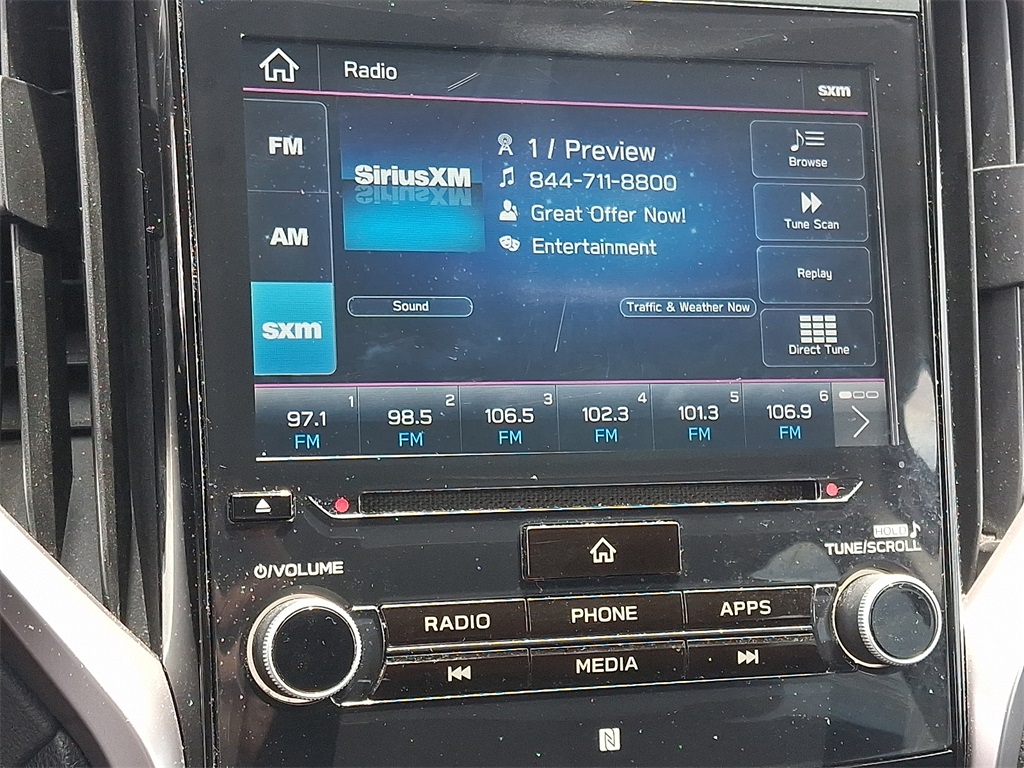 Radio
sxm
FM
AM
sxm
SiriusXM
1 / Preview
844-711-8800
Great Offer Now!
Entertainment
Browse
Tune Scan
Replay
Direct Tune
Sound
Traffic & Weather Now
1
97.1
FM
2
98.5
FM
3
106.5
FM
4
102.3
FM
5
101.3
FM
6
106.9
FM
HOLD
TUNE/SCROLL
/VOLUME
RADIO
PHONE
APPS
MEDIA